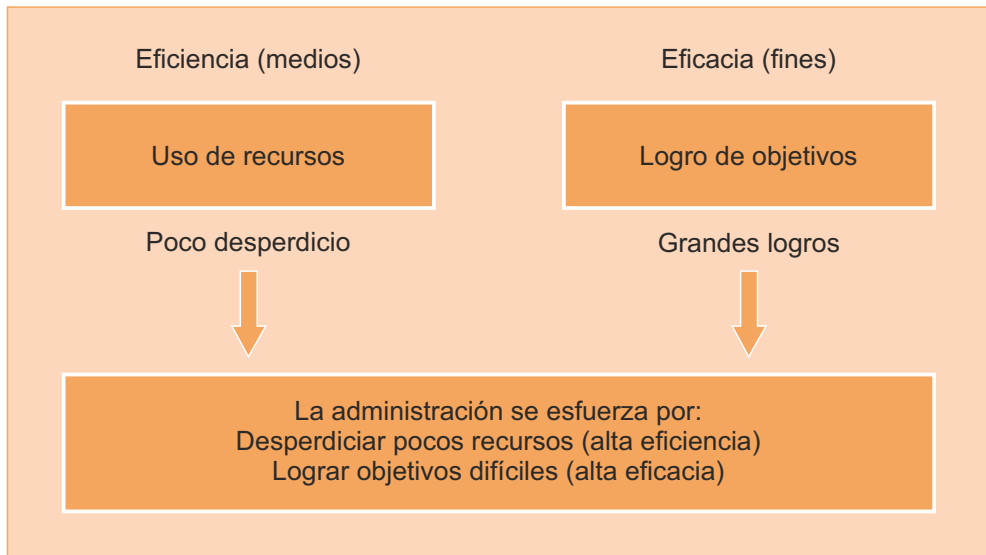 Eficiencia (medios)
Eficacia (fines)
Uso de recursos
Logro de objetivos
Poco desperdicio
Grandes logros
La administración se esfuerza por:
Desperdiciar pocos recursos (alta eficiencia)
Lograr objetivos difíciles (alta eficacia)